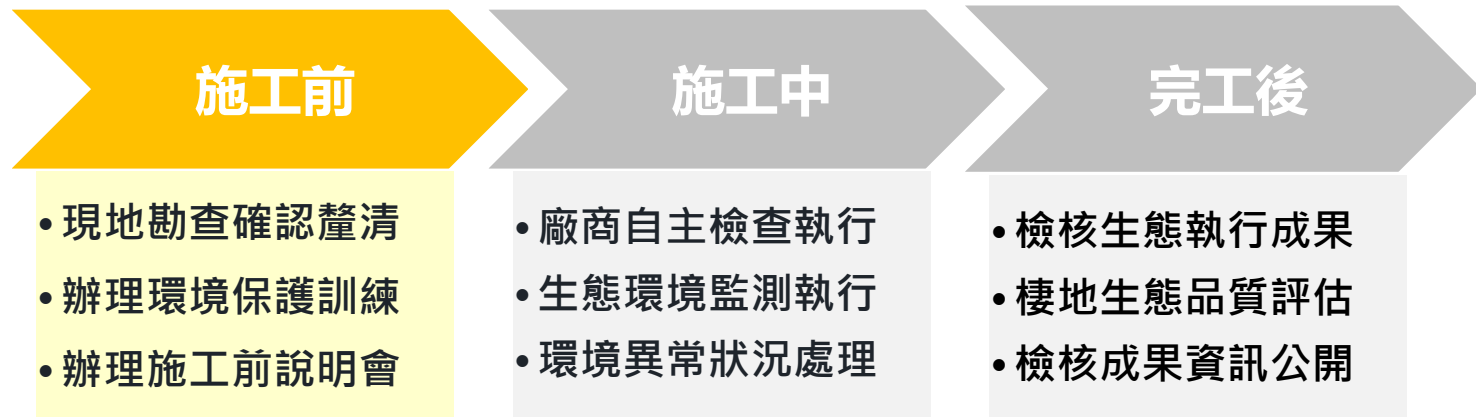 施工前
• 現地勘查確認釐清
• 辦理環境保護訓練
• 辦理施工前說明會
施工中
• 廠商自主檢查執行
• 生態環境監測執行
• 環境異常狀況處理
完工後
• 檢核生態執行成果
• 棲地生態品質評估
• 檢核成果資訊公開